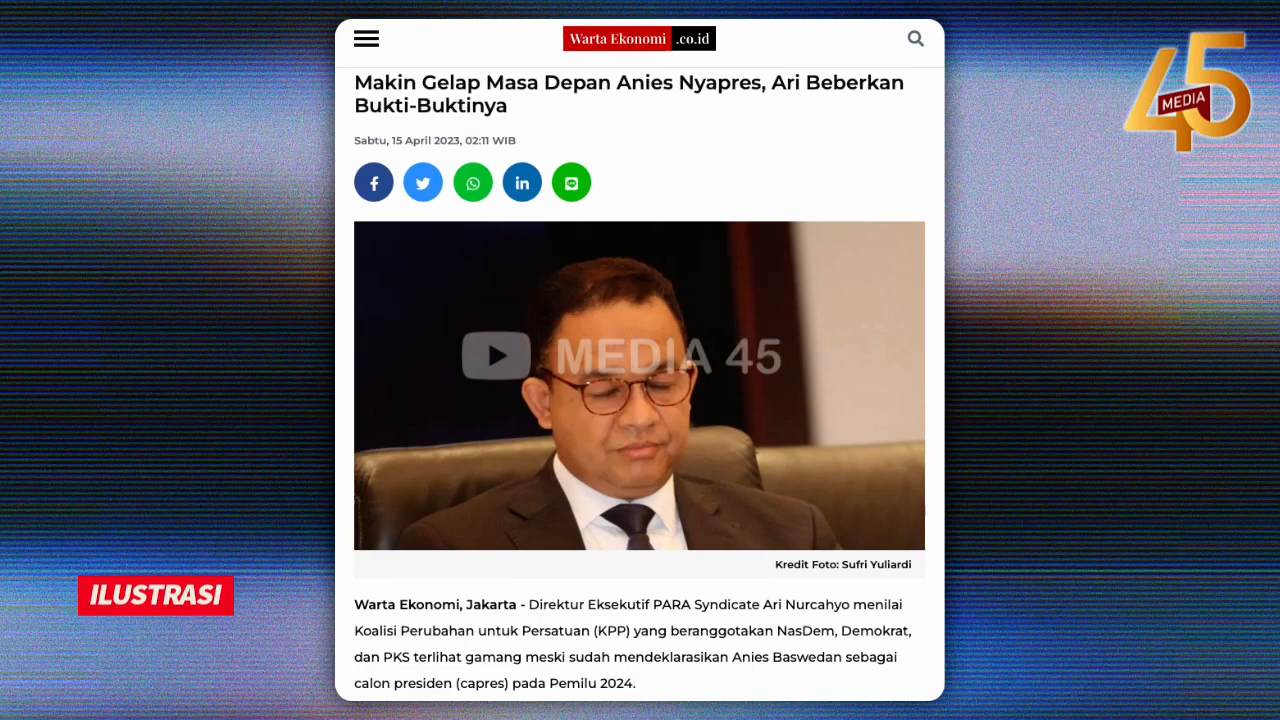 Warta Ekonomi .co.id
45
MEDIA
Makin Gelap Masa Depan Anies Nyapres, Ari Beberkan
Bukti-Buktinya
Sabtu, 15 April 2023, 02:11 WIB
MEDIA 45
Kredit Foto: Sufri Yuliardi
ILUSTRASI
Warta Ekonomi, Jakarta - Direktur Eksekutif PARA Syndicate Ari Nurcahyo menilai
Koalisi Perubahan untuk Persatuan (KPP) yang beranggotakan NasDem, Demokrat,
dan PKS terlihat gamang meski sudah mendeklarasikan Anies Baswedan sebagai
calon presiden (capres) pada Pemilu 2024.